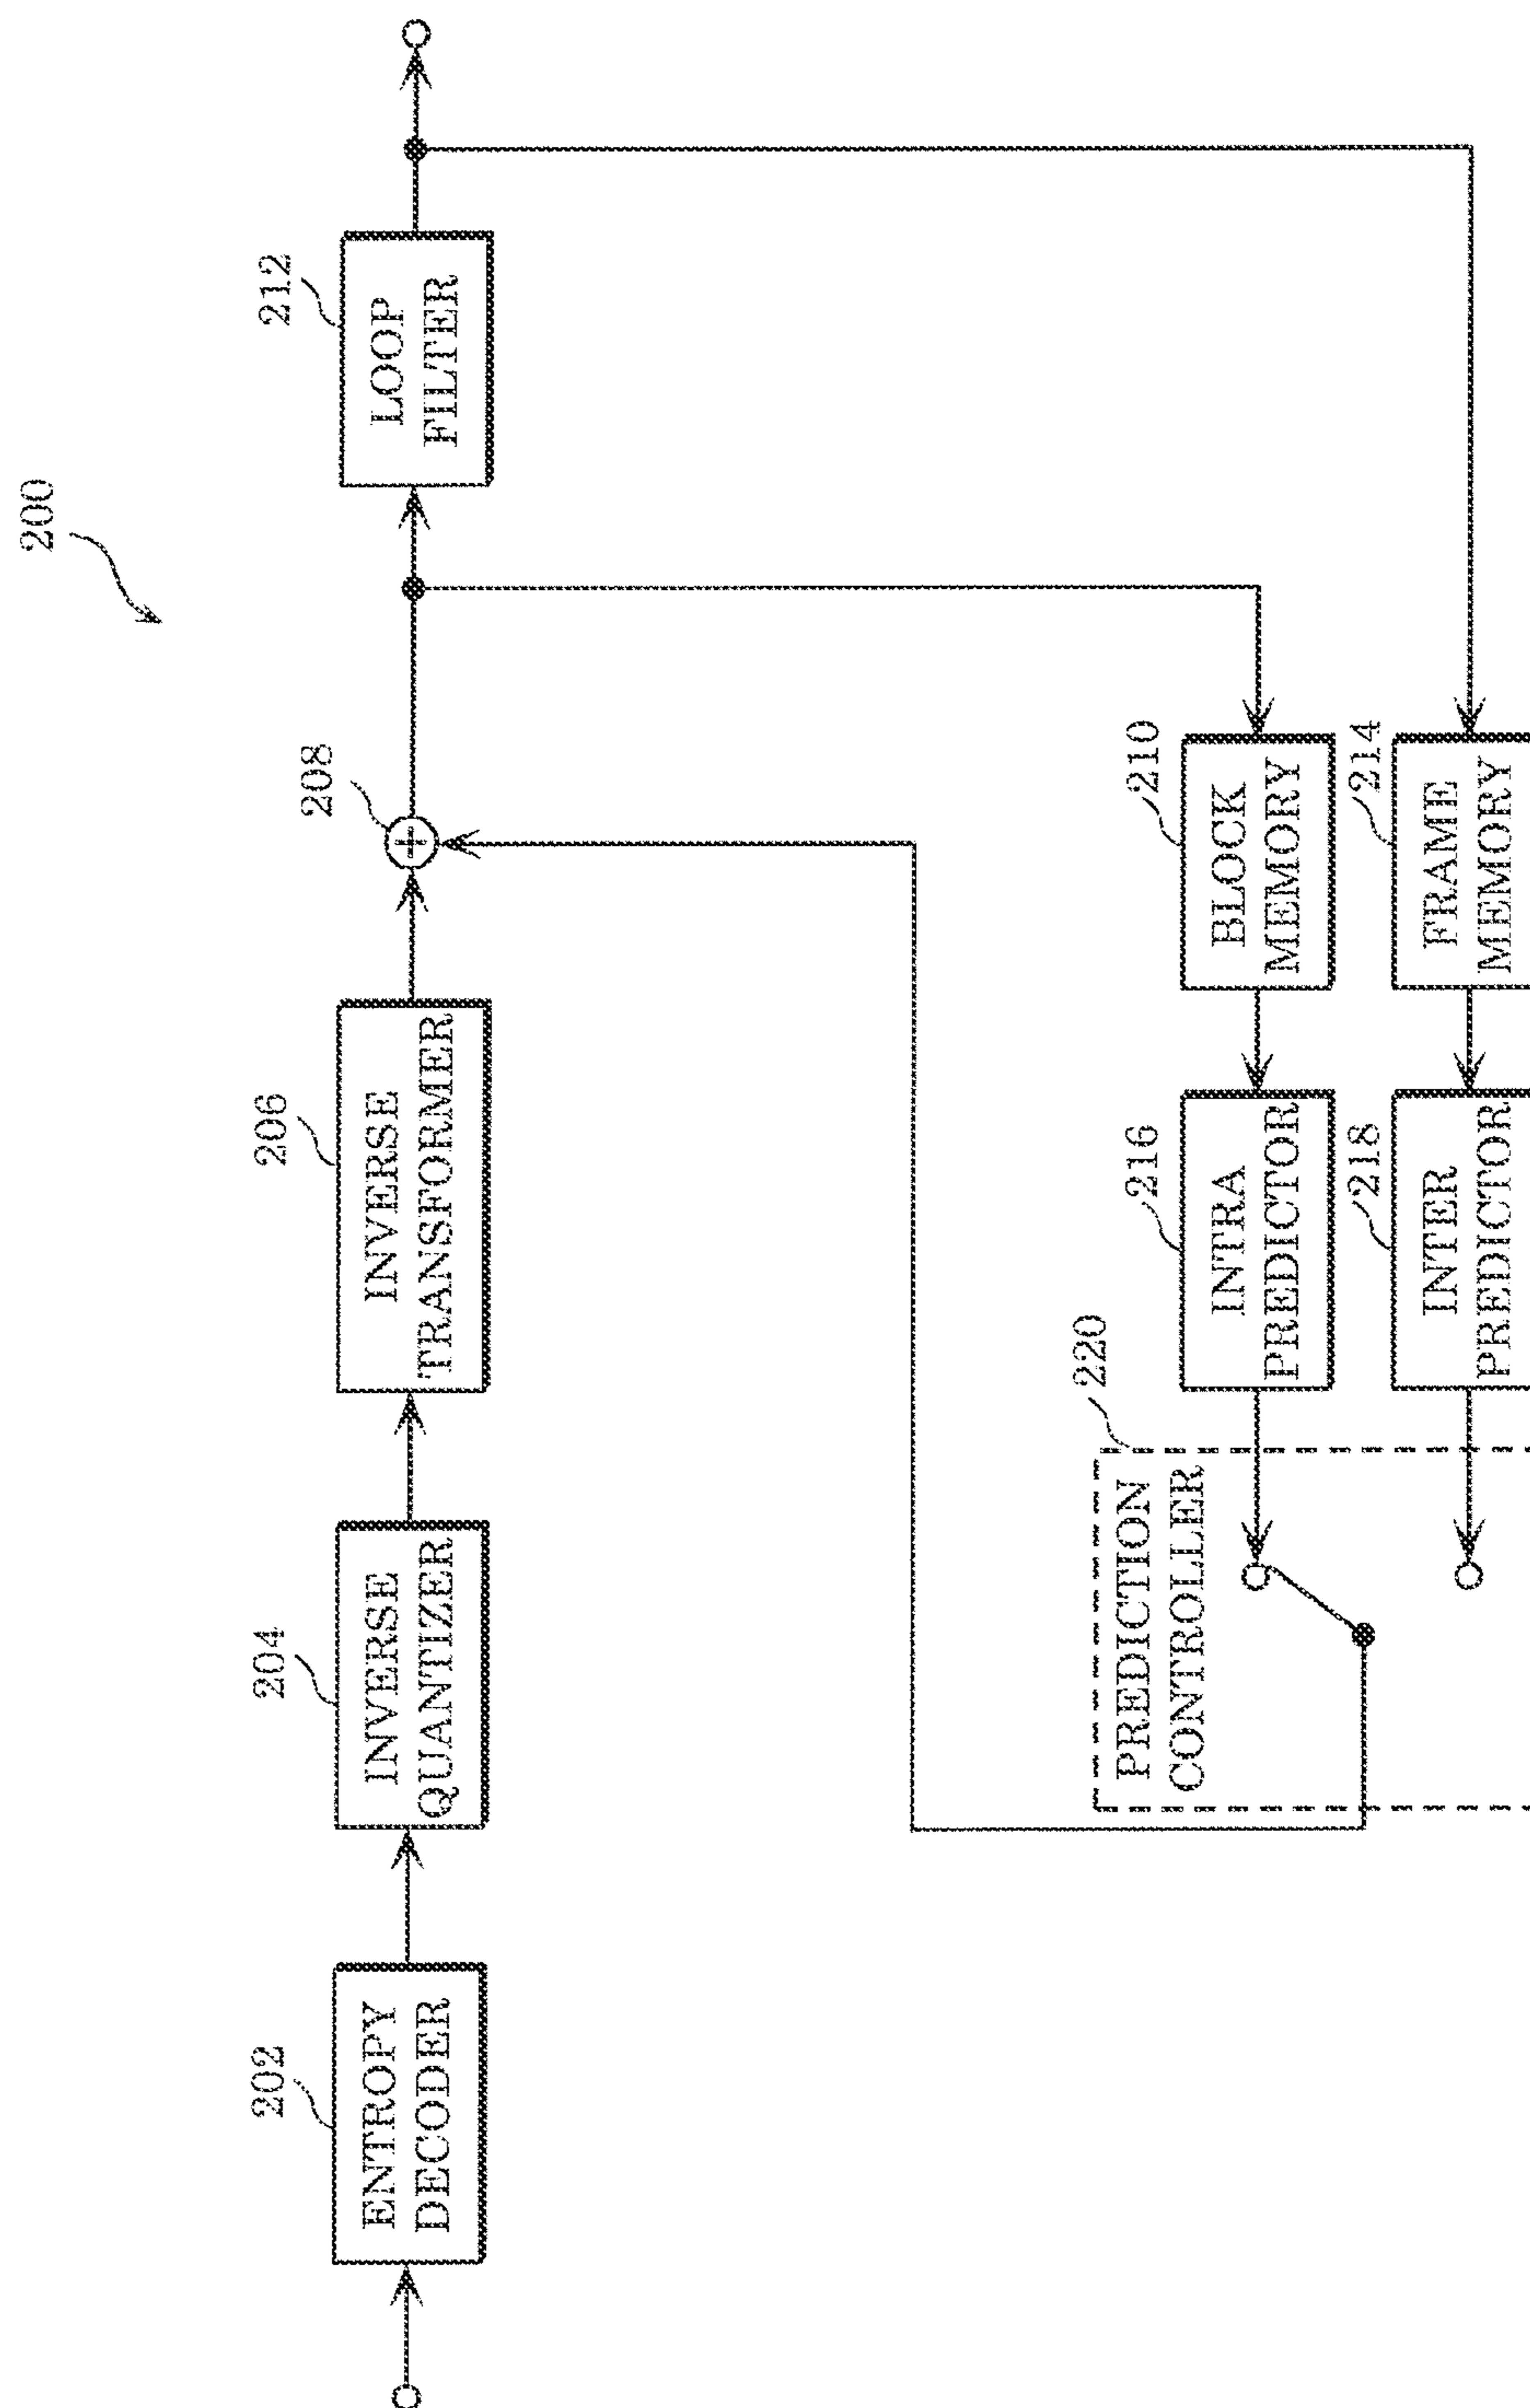 200
202
ENTROPY
DECODER
204
INVERSE
QUANTIZER
206
INVERSE
TRANSFORMER
208
+
212
LOOP
FILTER
220
PREDICTION
CONTROLLER
216
INTRA
PREDICTOR
210
BLOCK
MEMORY
218
INTER
PREDICTOR
214
FRAME
MEMORY